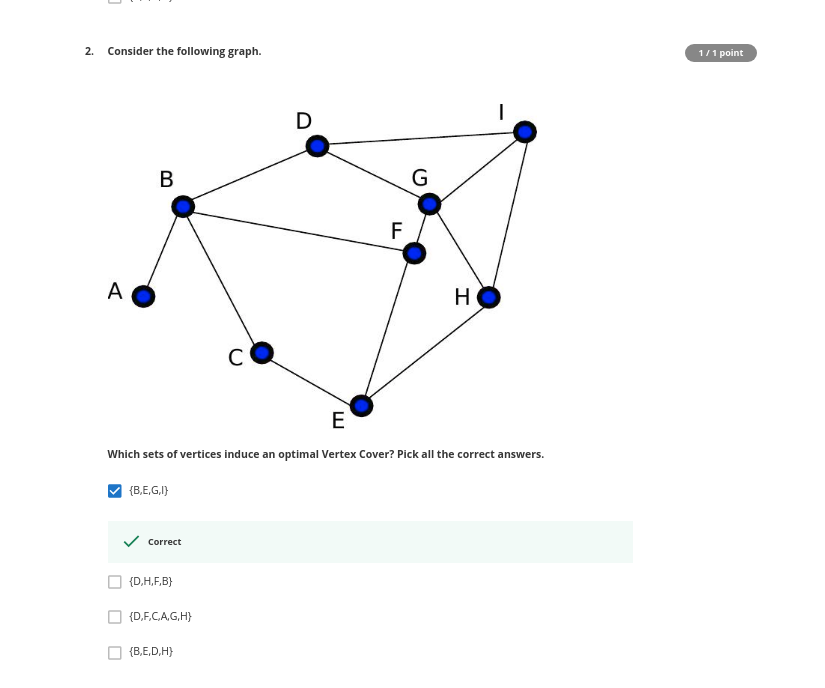 2. Consider the following graph.
1 / 1 point
I
D
B
G
F
A
H
C
E
Which sets of vertices induce an optimal Vertex Cover? Pick all the correct answers.
{B,E,G,I}
Correct
{D,H,F,B}
{D,F,C,A,G,H}
{B,E,D,H}